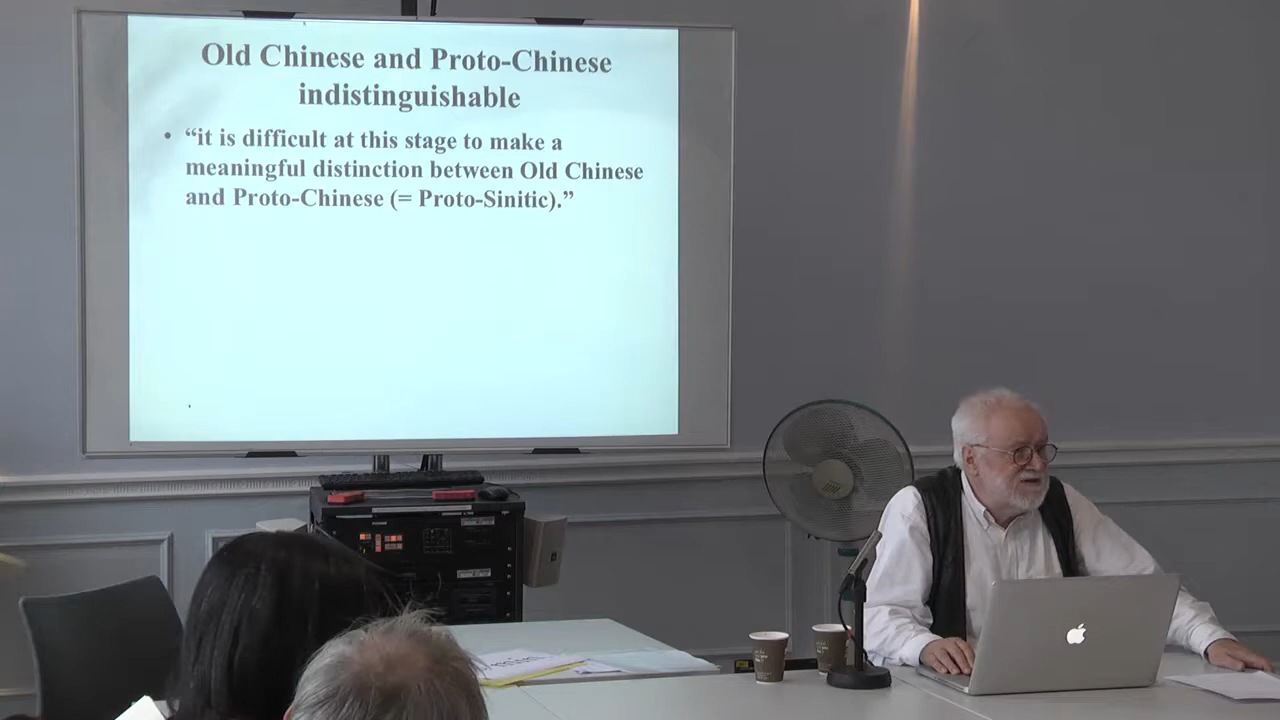 Old Chinese and Proto-Chinese
indistinguishable
• “it is difficult at this stage to make a
meaningful distinction between Old Chinese
and Proto-Chinese (= Proto-Sinitic).”